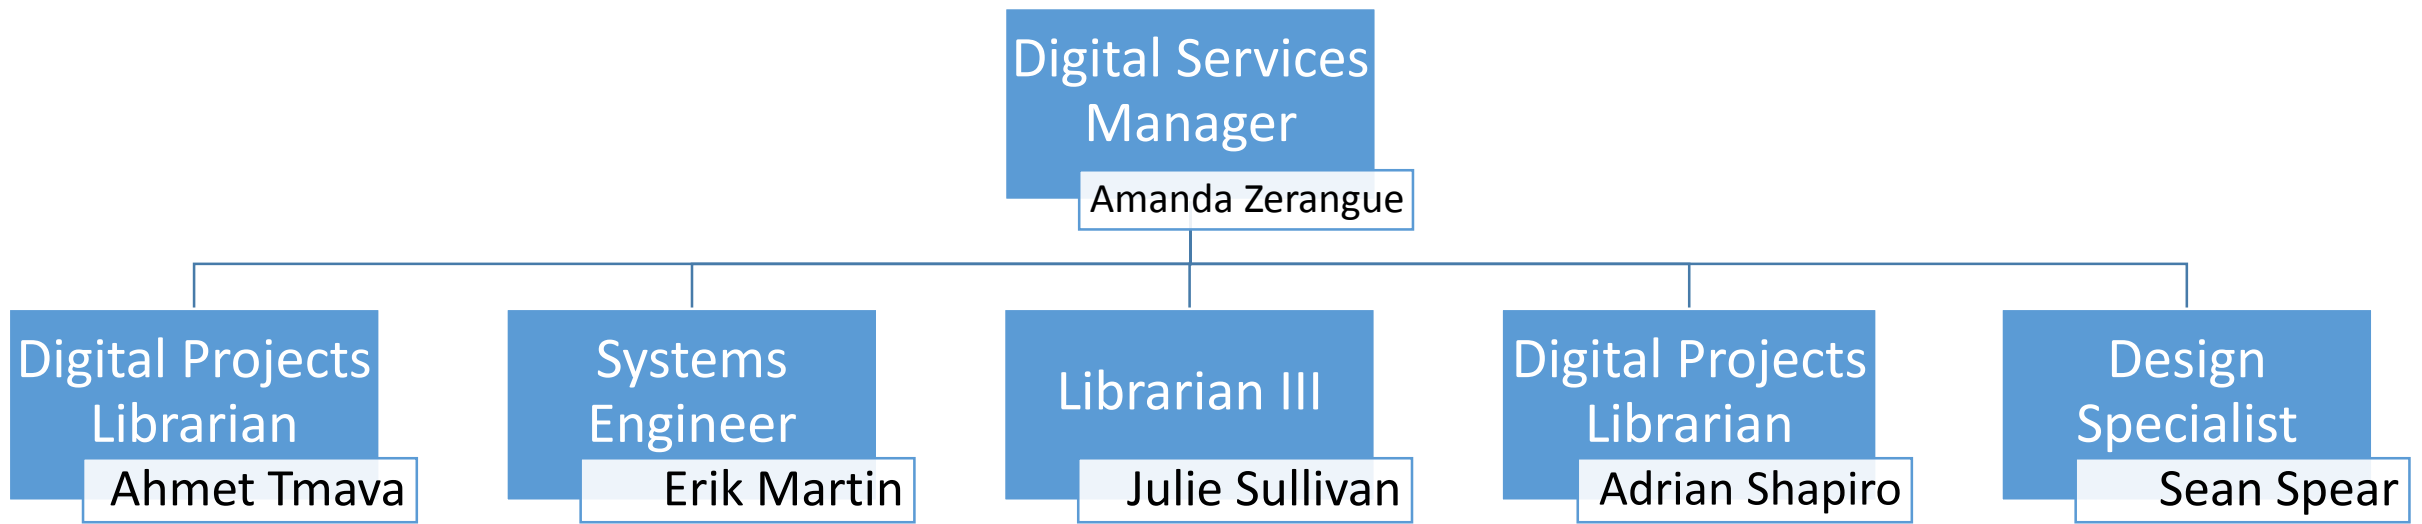 Digital Services
Manager
Amanda Zerangue
Digital Projects
Librarian
Ahmet Tmava
Systems
Engineer
Erik Martin
Librarian III
Julie Sullivan
Digital Projects
Librarian
Adrian Shapiro
Design
Specialist
Sean Spear